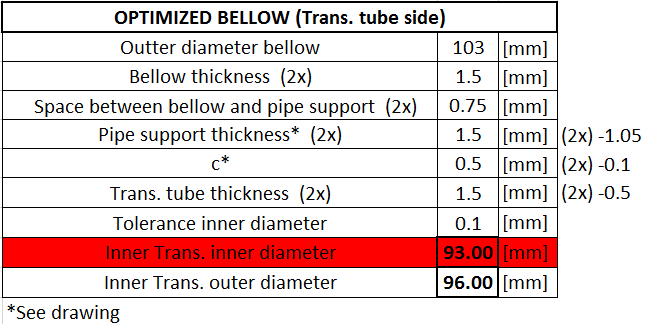 OPTIMIZED BELLOW (Trans. tube side)
Outter diameter bellow 103 [mm]
Bellow thickness (2x) 1.5 [mm]
Space between bellow and pipe support (2x) 0.75 [mm]
Pipe support thickness* (2x) 1.5 [mm] (2x) -1.05
c* 0.5 [mm] (2x) -0.1
Trans. tube thickness (2x) 1.5 [mm] (2x) -0.5
Tolerance inner diameter 0.1 [mm]
Inner Trans. inner diameter 93.00 [mm]
Inner Trans. outer diameter 96.00 [mm]
*See drawing